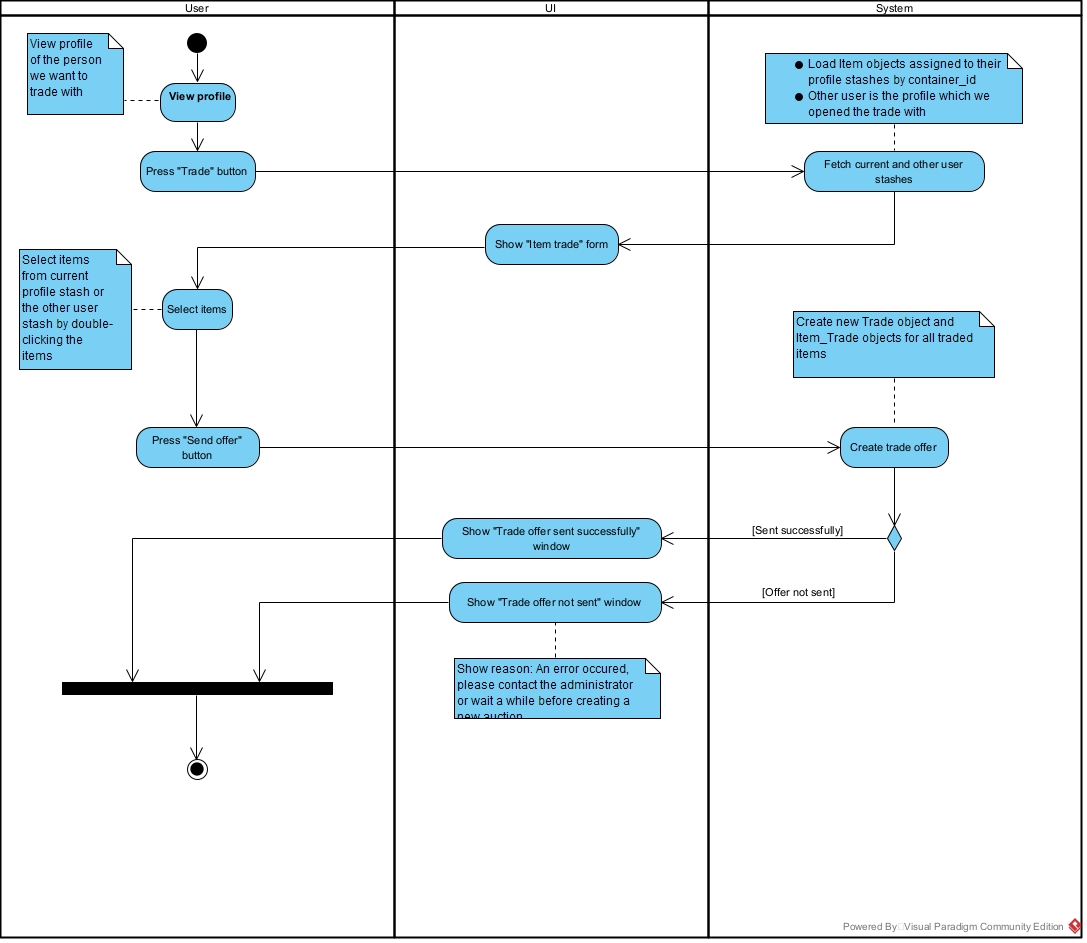 User
UI
System
View profile
of the person
we want to
trade with
View profile
● Load Item objects assigned to their
profile stashes by container_id
● Other user is the profile which we
opened the trade with
Press "Trade" button
Fetch current and other user
stashes
Show "Item trade" form
Select items
from current
profile stash or
the other user
stash by double-
clicking the
items
Select items
Create new Trade object and
Item_Trade objects for all traded
items
Press "Send offer"
button
Create trade offer
Show "Trade offer sent successfully"
window
[Sent successfully]
Show "Trade offer not sent" window
[Offer not sent]
Show reason: An error occured,
please contact the administrator
or wait a while before creating a
new auction
Powered By Visual Paradigm Community Edition